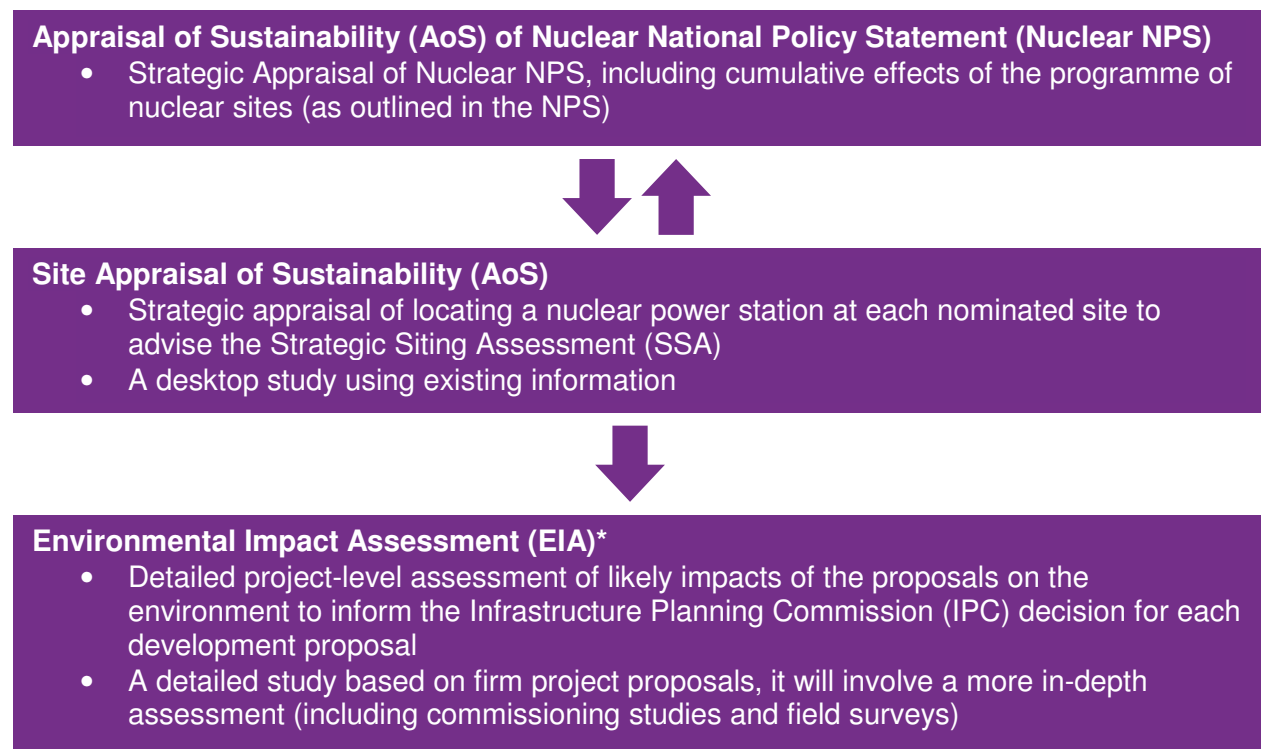 Appraisal of Sustainability (AoS) of Nuclear National Policy Statement (Nuclear NPS)
• Strategic Appraisal of Nuclear NPS, including cumulative effects of the programme of
nuclear sites (as outlined in the NPS)
Site Appraisal of Sustainability (AoS)
• Strategic appraisal of locating a nuclear power station at each nominated site to
advise the Strategic Siting Assessment (SSA)
• A desktop study using existing information
Environmental Impact Assessment (EIA)*
• Detailed project-level assessment of likely impacts of the proposals on the
environment to inform the Infrastructure Planning Commission (IPC) decision for each
development proposal
• A detailed study based on firm project proposals, it will involve a more in-depth
assessment (including commissioning studies and field surveys)